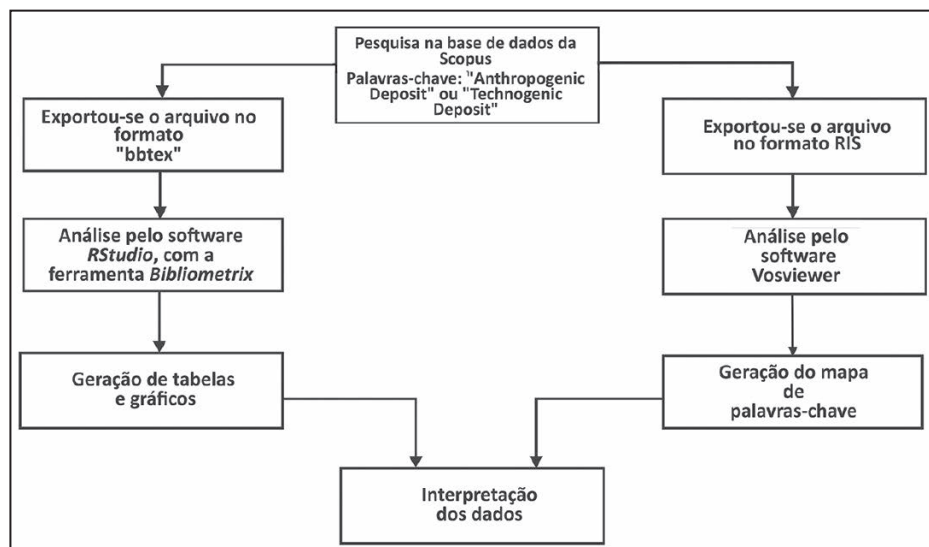 Pesquisa na base de dados da
Scopus
Palavras-chave: "Anthropogenic
Deposit" ou "Technogenic
Deposit"
Exportou-se o arquivo no
formato
"bbtex"
Exportou-se o arquivo
no formato RIS
Análise pelo software
RStudio, com a
ferramenta Bibliometrix
Análise pelo
software
Vosviewer
Geração de tabelas
e gráficos
Geração do mapa
de
palavras-chave
Interpretação
dos dados